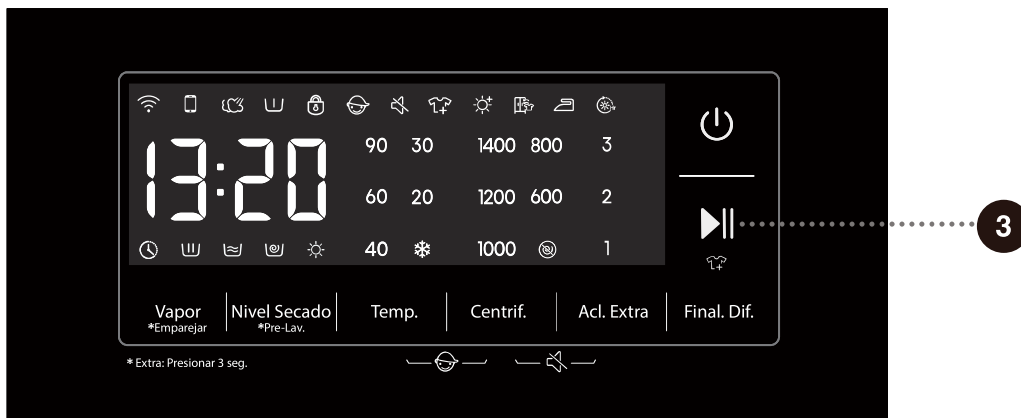 13:20
90 30 1400 800 3
60 20 1200 600 2
40 1000 1
3
Vapor Nivel Secado Temp. Centrif. Acl. Extra Final. Dif.
*Emparejar *Pre-Lav.
* Extra: Presionar 3 seg.